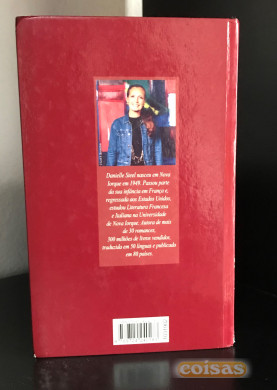 Danielle Steel nasceu em Nova
Iorque em 1949. Passou parte
da sua infância em França e,
regressada aos Estados Unidos,
estudou Literatura Francesa
e Italiana na Universidade
de Nova Iorque. Autora de mais
de 50 romances,
500 milhões de livros vendidos,
traduzida em 30 línguas e publicada
em 80 países.
coisas